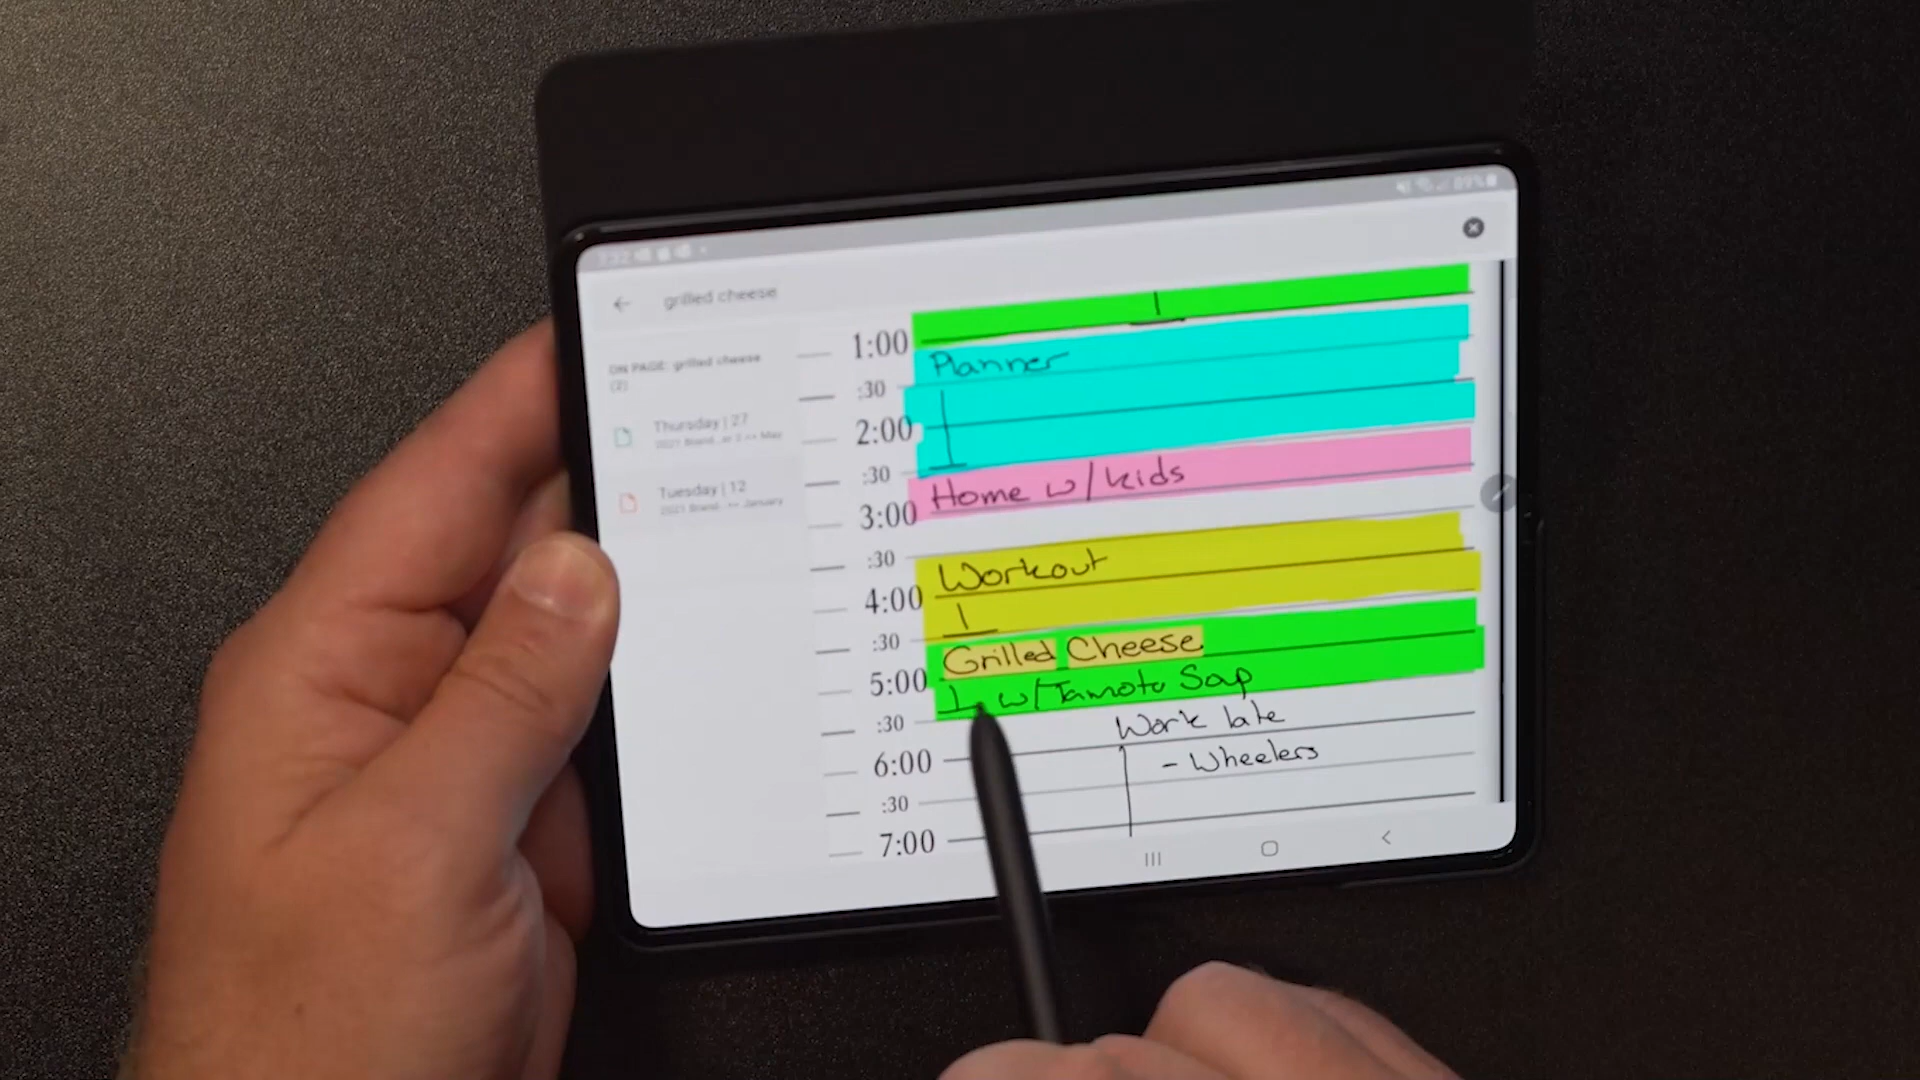 89%
grilled cheese
ON PAGE: grilled cheese
(2)
Thursday | 27
Tuesday | 12
1:00
Planner
:30
2:00
:30
Home w/ kids
3:00
:30
Workout
4:00
:30
Grilled Cheese
5:00
w/ Tamoto Soap
:30
Work late
6:00
- Wheelers
:30
7:00